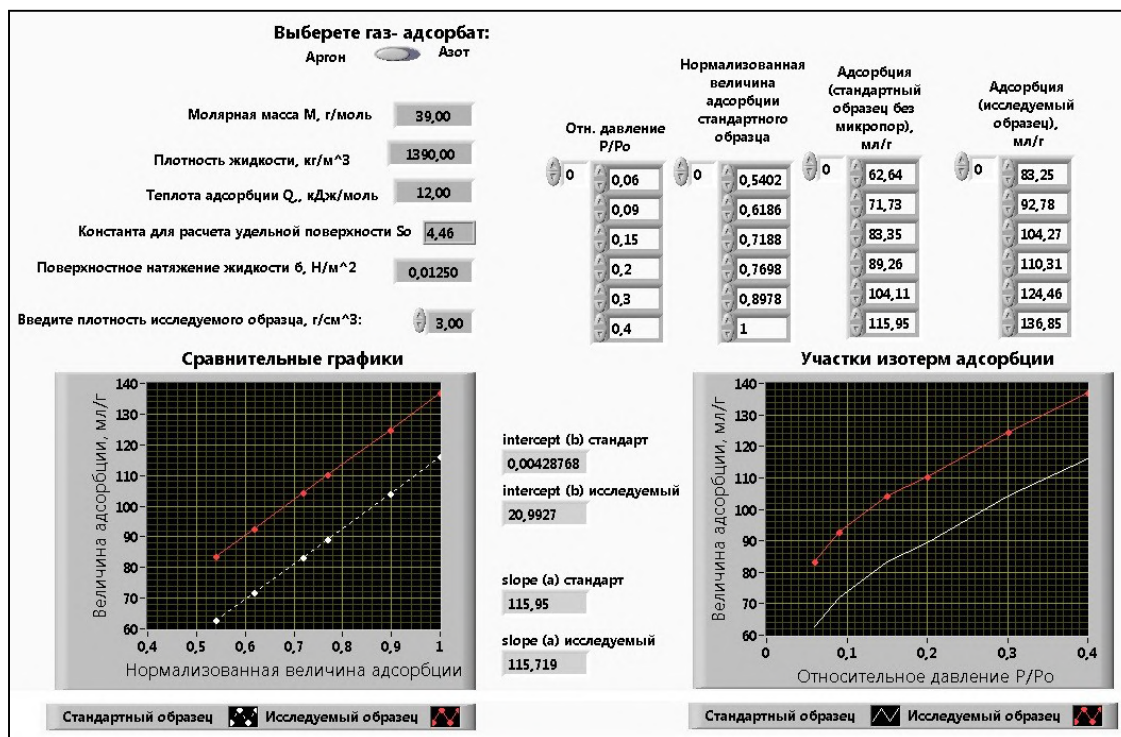 Выберете газ- адсорбат:
Аргон Азот
Молярная масса M, г/моль 39,00
Плотность жидкости, кг/м^3 1390,00
Теплота адсорбции Q,, кДж/моль 12,00
Константа для расчета удельной поверхности So 4,46
Поверхностное натяжение жидкости б, Н/м^2 0,01250
Введите плотность исследуемого образца, г/см^3: 3,00
Отн. давление
P/Po
0
0,06
0,09
0,15
0,2
0,3
0,4
Нормализованная
величина
адсорбции
стандартного
образца
0
0,5402
0,6186
0,7188
0,7698
0,8978
1
Адсорбция
(стандартный
образец без
микропор),
мл/г
0
62,64
71,73
83,35
89,26
104,11
115,95
Адсорбция
(исследуемый
образец),
мл/г
0
83,25
92,78
104,27
110,31
124,46
136,85
Сравнительные графики
Величина адсорбции, мл/г
140
130
120
110
100
90
80
70
60
0,4 0,5 0,6 0,7 0,8 0,9 1
Нормализованная величина адсорбции
Стандартный образец Исследуемый образец
intercept (b) стандарт
0,00428768
intercept (b) исследуемый
20,9927
slope (a) стандарт
115,95
slope (a) исследуемый
115,719
Участки изотерм адсорбции
Величина адсорбции, мл/г
140
130
120
110
100
90
80
70
60
0 0,1 0,2 0,3 0,4
Относительное давление P/Po
Стандартный образец Исследуемый образец